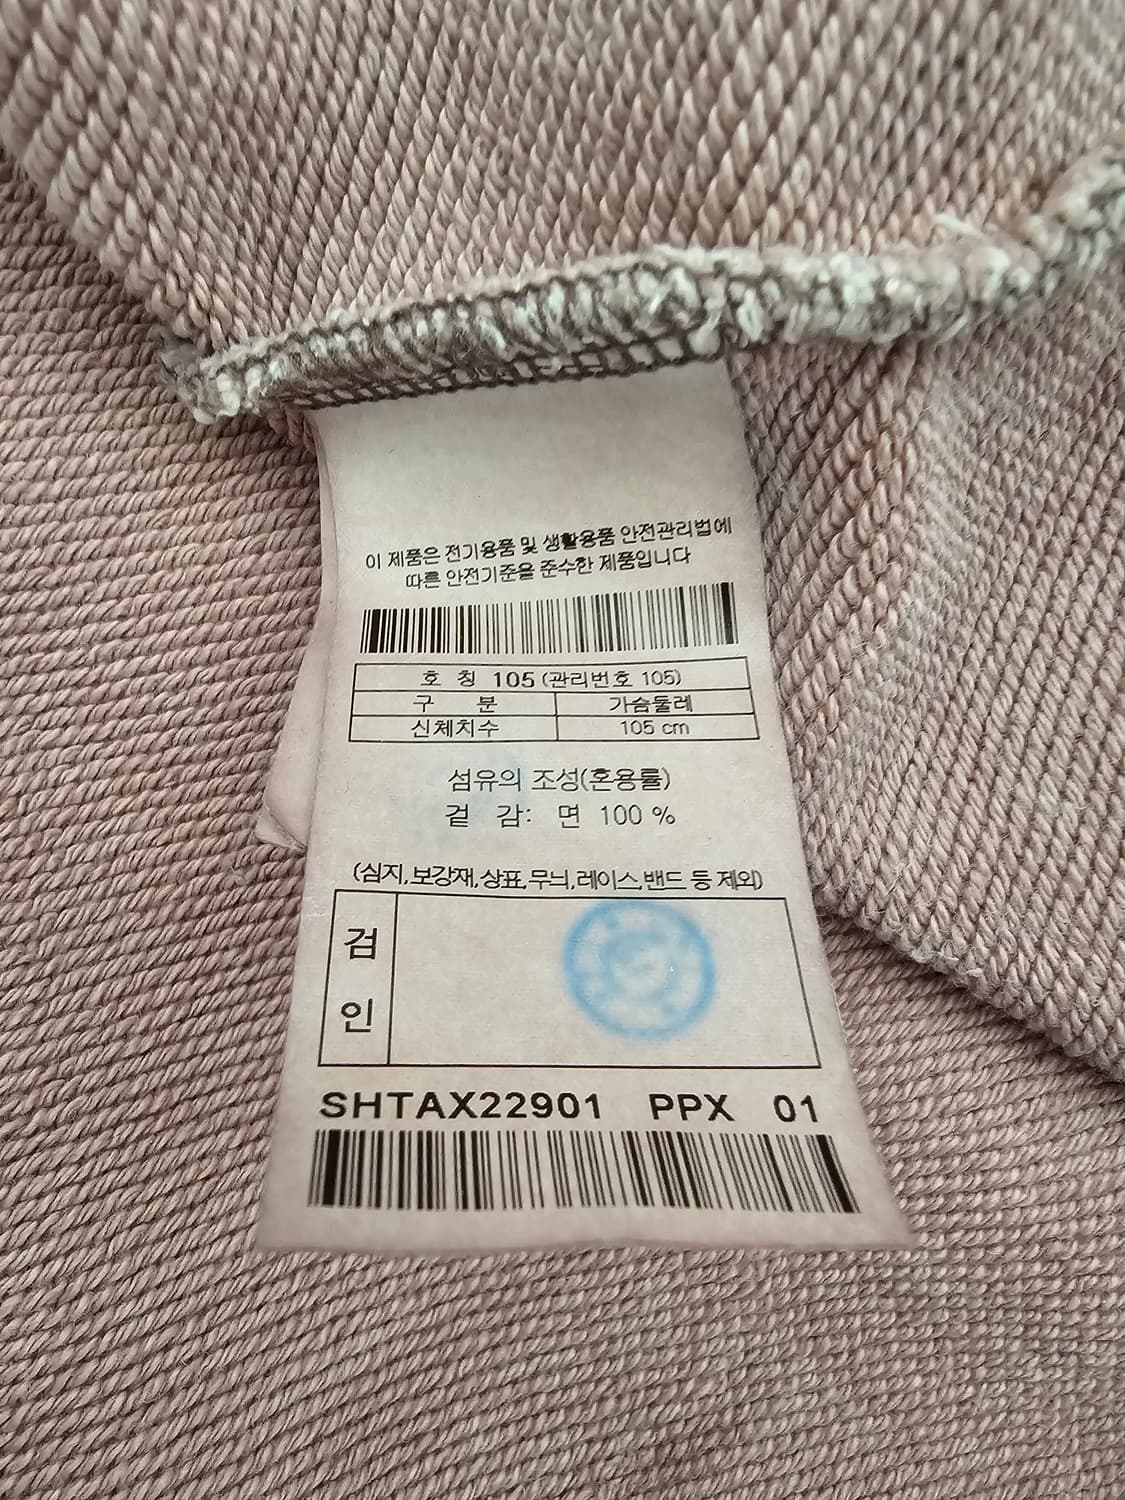 이 제품은 전기용품 및 생활용품 안전관리법에
따른 안전기준을 준수한 제품입니다
호 칭 105 (관리번호 105)
구 분 가슴둘레
신체치수 105 cm
섬유의 조성(혼용률)
겉 감: 면 100 %
(심지,보강재,상표,무늬,레이스,밴드 등 제외)
검
인
SHTAX22901 PPX 01